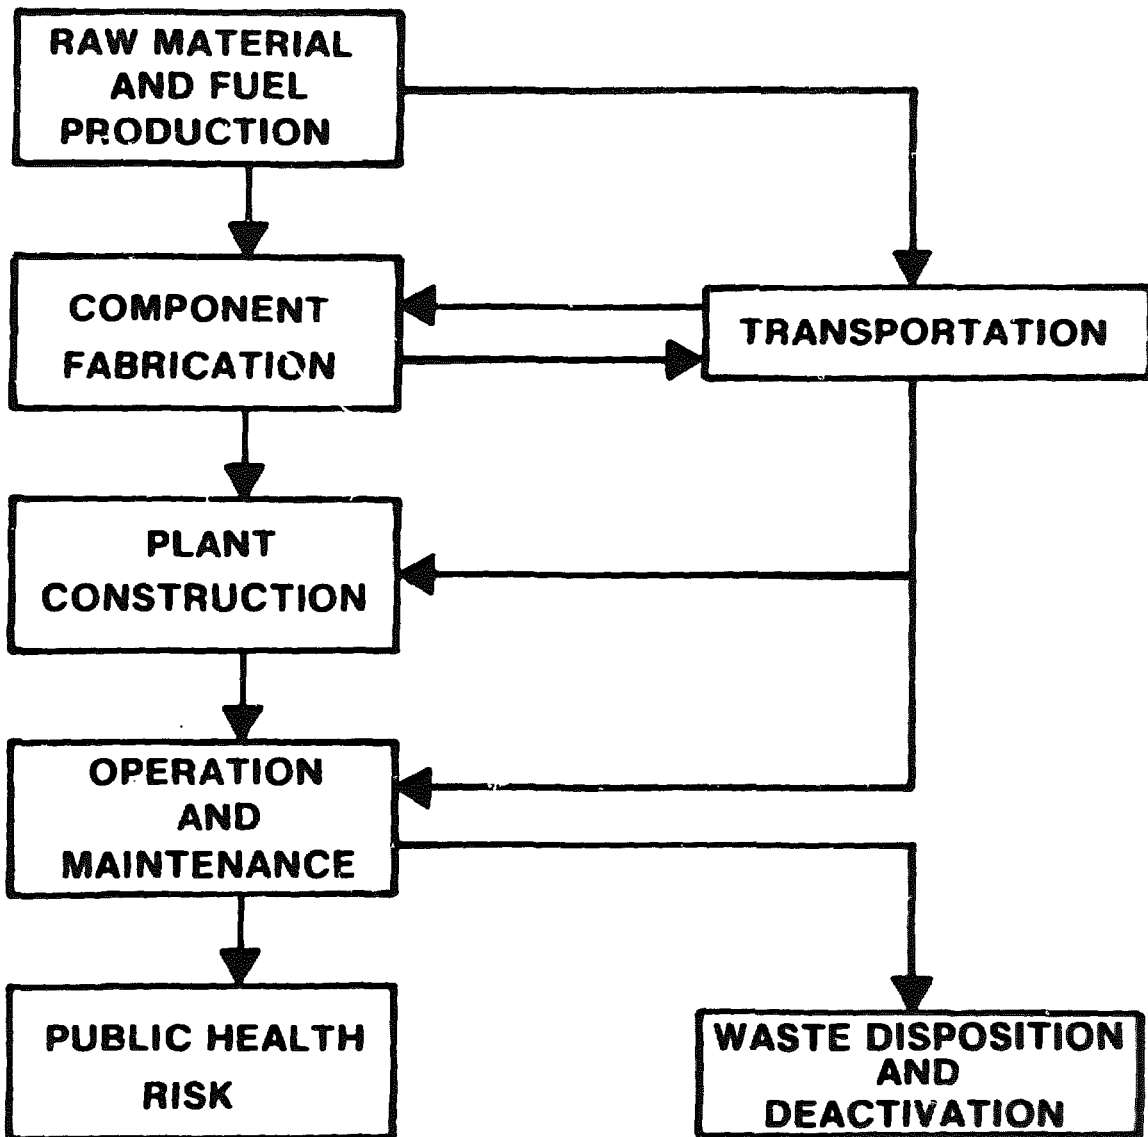 RAW MATERIAL
AND FUEL
PRODUCTION
COMPONENT
FABRICATION
TRANSPORTATION
PLANT
CONSTRUCTION
OPERATION
AND
MAINTENANCE
PUBLIC HEALTH
RISK
WASTE DISPOSITION
AND
DEACTIVATION